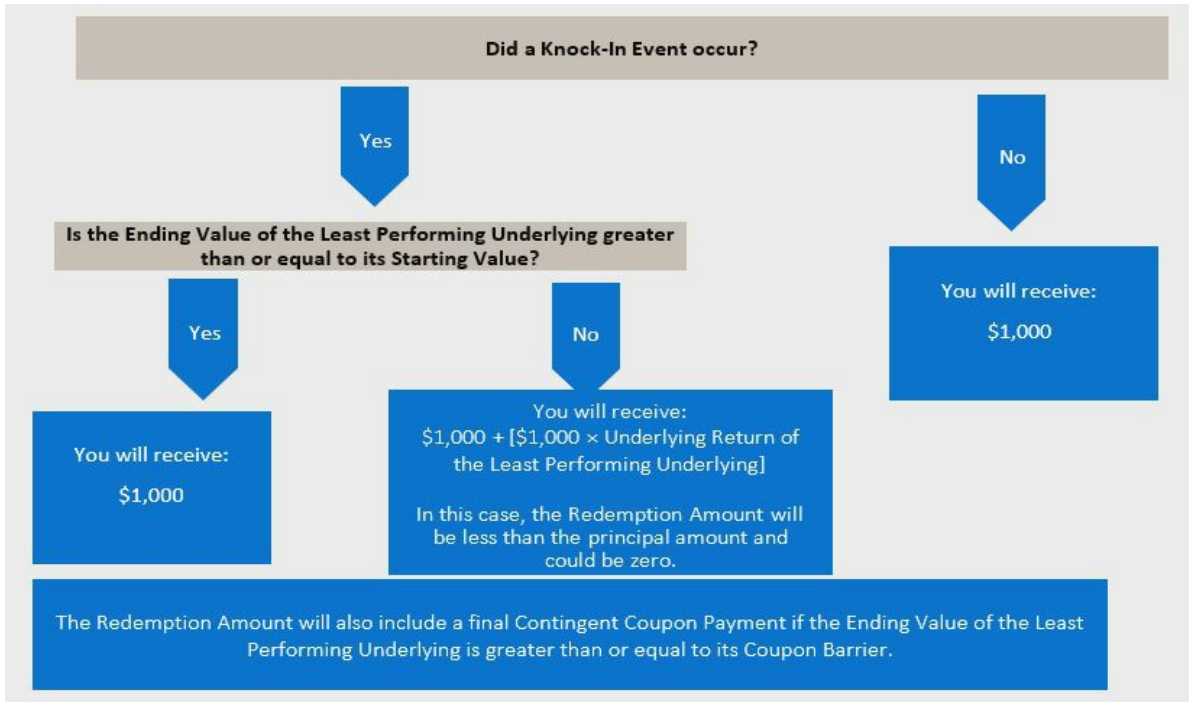 Did a Knock-In Event occur?
Yes
No
Is the Ending Value of the Least Performing Underlying greater
than or equal to its Starting Value?
Yes
No
You will receive:
$1,000
You will receive:
$1,000
You will receive:
$1,000 + [$1,000 × Underlying Return of
the Least Performing Underlying]
In this case, the Redemption Amount will
be less than the principal amount and
could be zero.
The Redemption Amount will also include a final Contingent Coupon Payment if the Ending Value of the Least
Performing Underlying is greater than or equal to its Coupon Barrier.